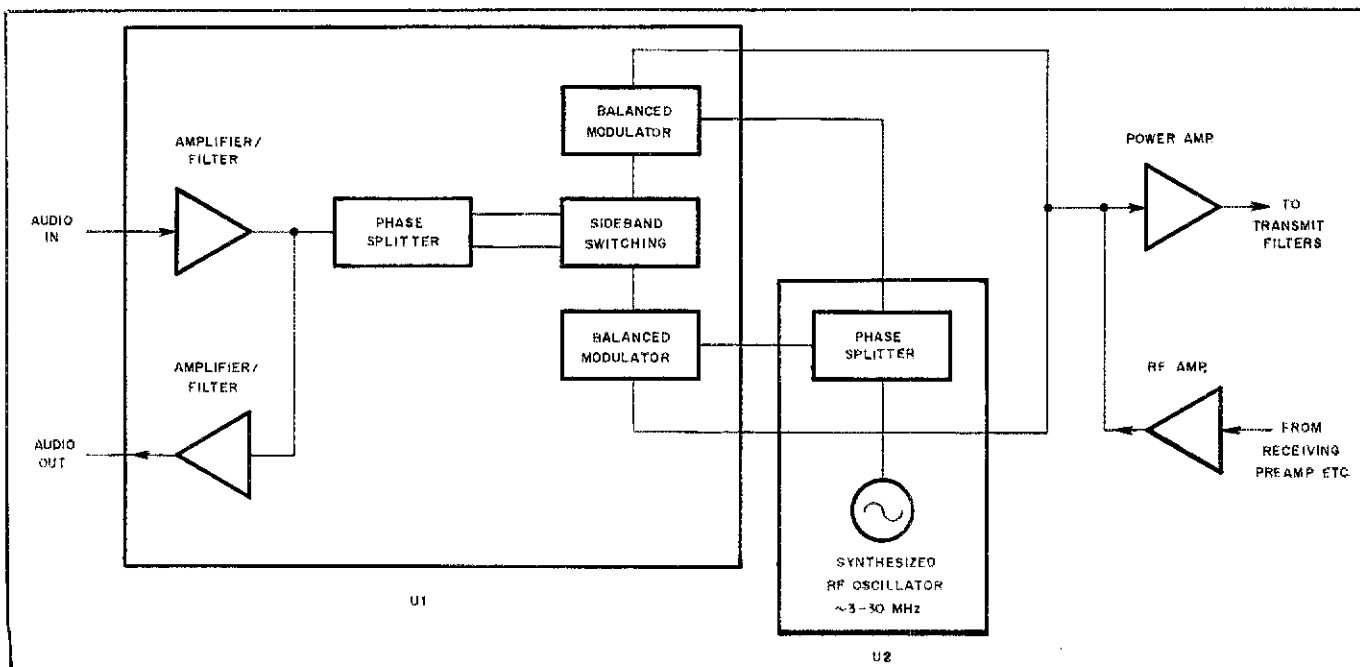 AMPLIFIER/
FILTER
AUDIO
IN
AMPLIFIER/
FILTER
AUDIO
OUT
PHASE
SPLITTER
BALANCED
MODULATOR
SIDEBAND
SWITCHING
BALANCED
MODULATOR
U1
PHASE
SPLITTER
SYNTHESIZED
RF OSCILLATOR
~3-30 MHz
U2
POWER AMP.
TO
TRANSMIT
FILTERS
RF AMP.
FROM
RECEIVING
PREAMP ETC.